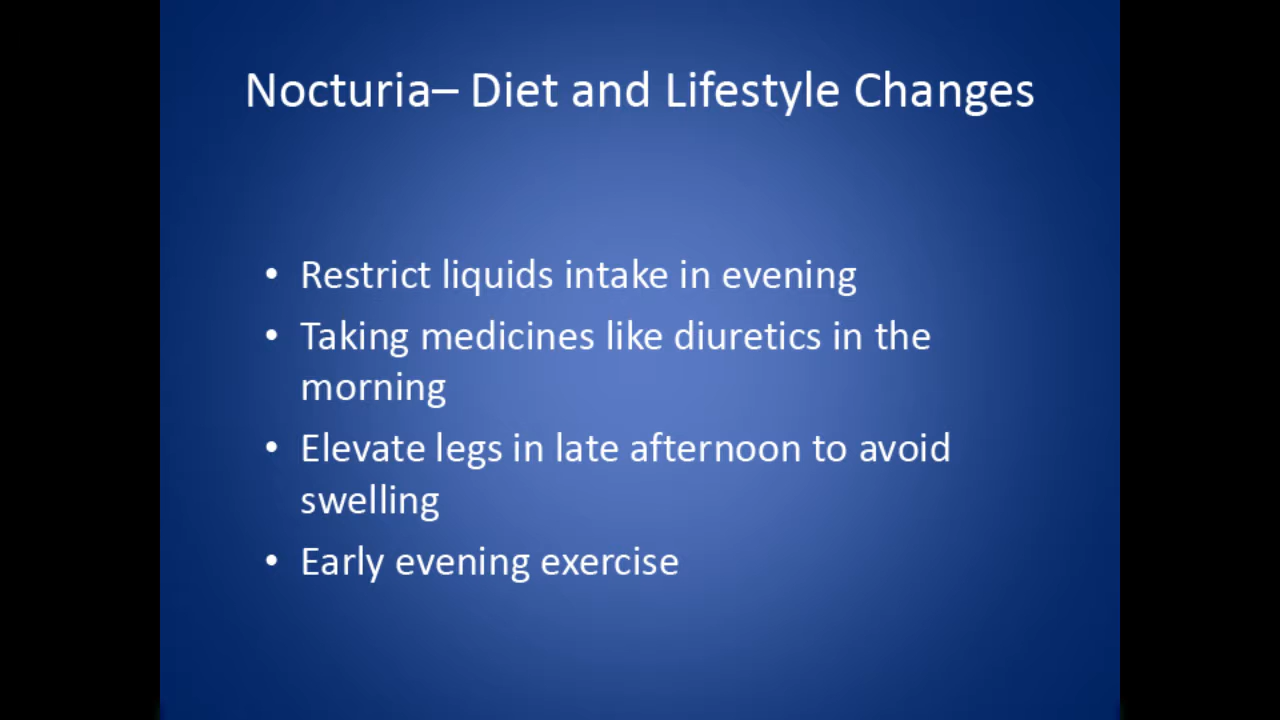 Nocturia– Diet and Lifestyle Changes
• Restrict liquids intake in evening
• Taking medicines like diuretics in the
morning
• Elevate legs in late afternoon to avoid
swelling
• Early evening exercise